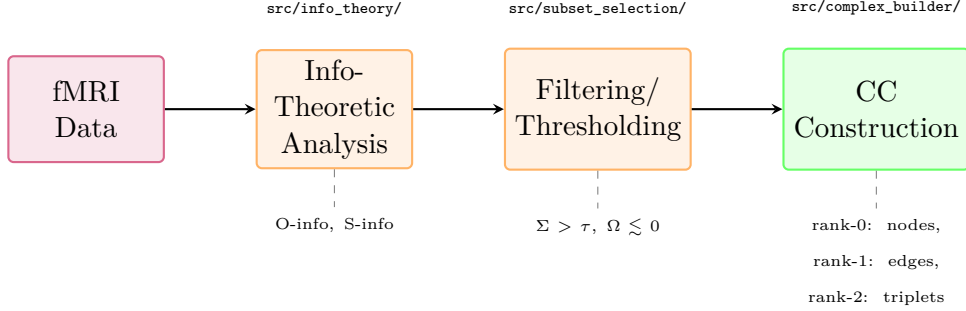 src/info_theory/
src/subset_selection/
src/complex_builder/
fMRI
Data
Info-
Theoretic
Analysis
Filtering/
Thresholding
CC
Construction
O-info, S-info
Σ > τ, Ω ≶ 0
rank-0: nodes,
rank-1: edges,
rank-2: triplets